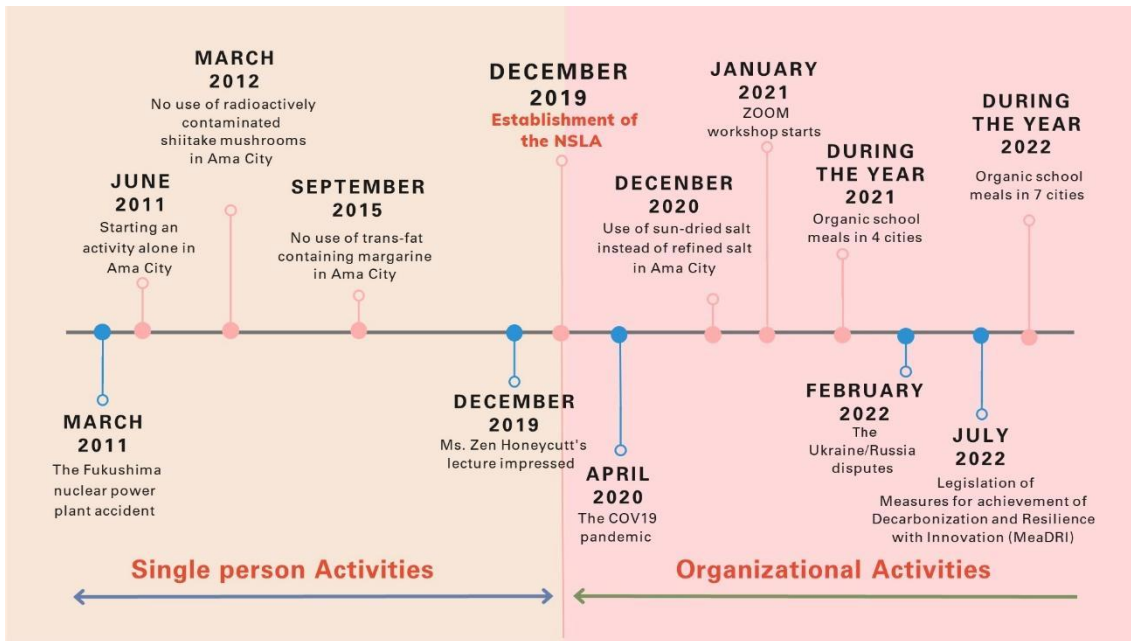 MARCH
2012
No use of radioactively
contaminated
shiitake mushrooms
in Ama City
JUNE
2011
Starting an
activity alone in
Ama City
SEPTEMBER
2015
No use of trans-fat
containing margarine
in Ama City
DECEMBER
2019
Establishment of
the NSLA
DECENBER
2020
Use of sun-dried salt
instead of refined salt
in Ama City
JANUARY
2021
ZOOM
workshop starts
DURING
THE YEAR
2021
Organic school
meals in 4 cities
DURING
THE YEAR
2022
Organic school
meals in 7 cities
MARCH
2011
The Fukushima
nuclear power
plant accident
DECEMBER
2019
Ms. Zen Honeycutt's
lecture impressed
APRIL
2020
The COV19
pandemic
FEBRUARY
2022
The
Ukraine/Russia
disputes
JULY
2022
Legislation of
Measures for achievement of
Decarbonization and Resilience
with Innovation (MeaDRI)
Single person Activities
Organizational Activities